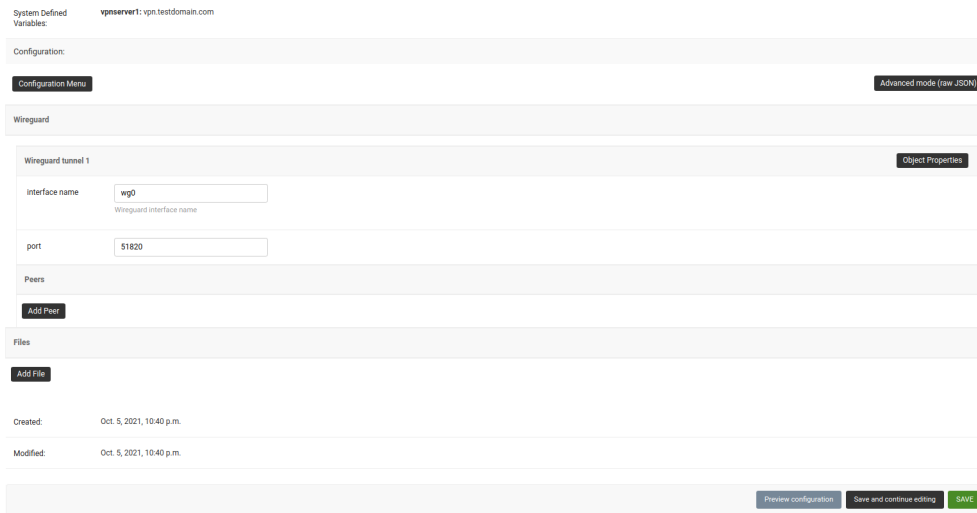 System Defined
Variables:
vpnserver1: vpn.testdomain.com
Configuration:
Configuration Menu
Advanced mode (raw JSON)
Wireguard
Wireguard tunnel 1
Object Properties
interface name
wg0
Wireguard interface name
port
51820
Peers
Add Peer
Files
Add File
Created:
Oct. 5, 2021, 10:40 p.m.
Modified:
Oct. 5, 2021, 10:40 p.m.
Preview configuration
Save and continue editing
SAVE